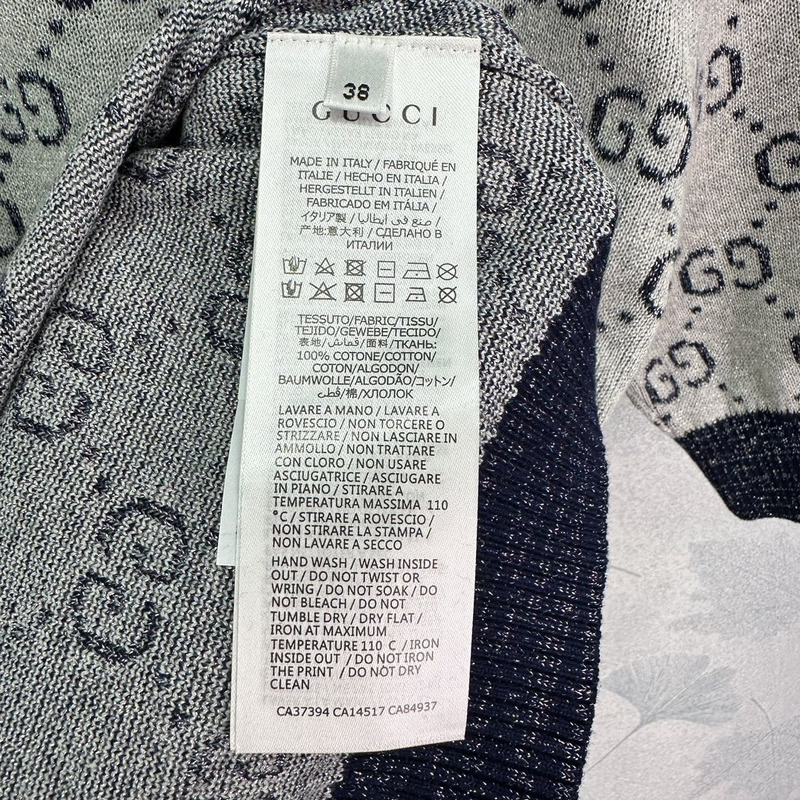 38
GUCCI
MADE IN ITALY / FABRIQUÉ EN
ITALIE / HECHO EN ITALIA /
HERGESTELLT IN ITALIEN /
FABRICADO EM ITÁLIA /
イタリア製 / صنع في ايطاليا /
产地:意大利 / СДЕЛАНО В
ИТАЛИИ
TESSUTO/FABRIC/TISSU/
TEJIDO/GEWEBE/TECIDO/
表地/قماش/面料/ТКАНЬ:
100% COTONE/COTTON/
COTON/ALGODON/
BAUMWOLLE/ALGODÃO/コットン/
قطن/棉/ХЛОПОК
LAVARE A MANO / LAVARE A
ROVESCIO / NON TORCERE O
STRIZZARE / NON LASCIARE IN
AMMOLLO / NON TRATTARE
CON CLORO / NON USARE
ASCIUGATRICE / ASCIUGARE
IN PIANO / STIRARE A
TEMPERATURA MASSIMA 110
°C / STIRARE A ROVESCIO /
NON STIRARE LA STAMPA /
NON LAVARE A SECCO
HAND WASH / WASH INSIDE
OUT / DO NOT TWIST OR
WRING / DO NOT SOAK / DO
NOT BLEACH / DO NOT
TUMBLE DRY / DRY FLAT /
IRON AT MAXIMUM
TEMPERATURE 110 C / IRON
INSIDE OUT / DO NOT IRON
THE PRINT / DO NOT DRY
CLEAN
CA37394 CA14517 CA84937